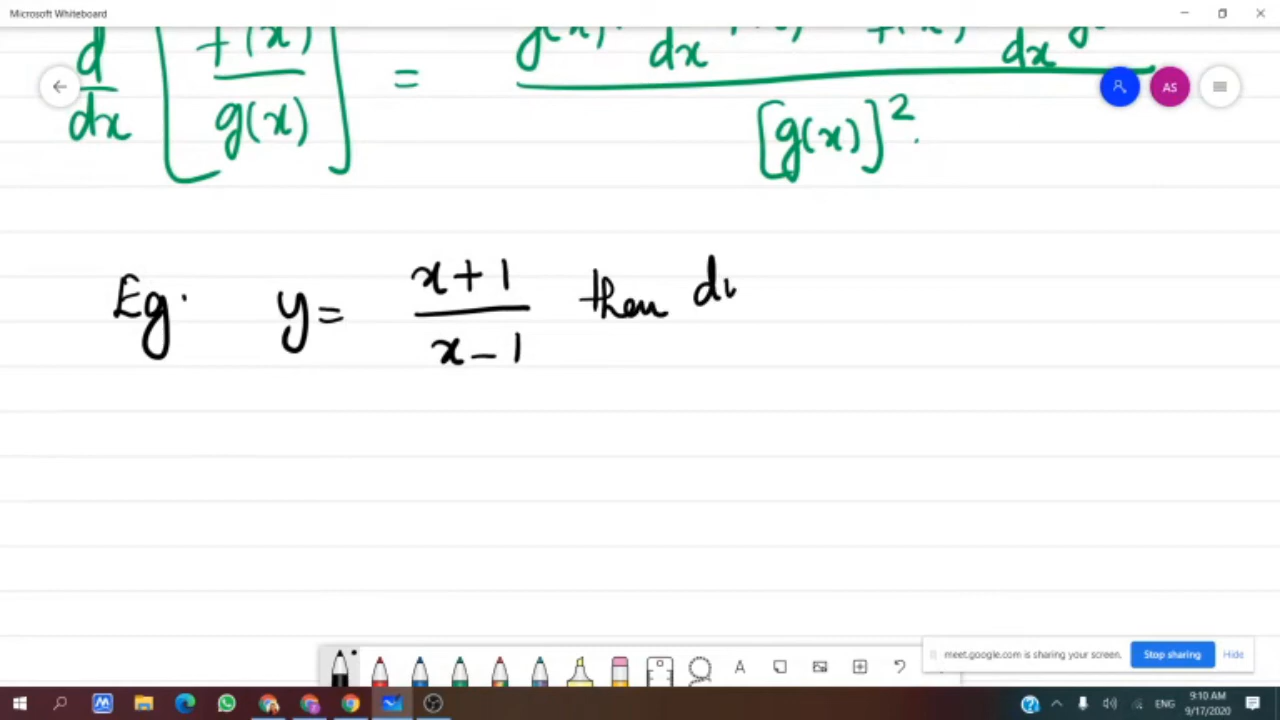 Microsoft Whiteboard
d/dx [f(x)/g(x)] = /[g(x)]²
AS
Eg: y = x+1/x-1 then
meet.google.com is sharing your screen. Stop sharing Hide
ENG 9:10 AM
9/17/2020